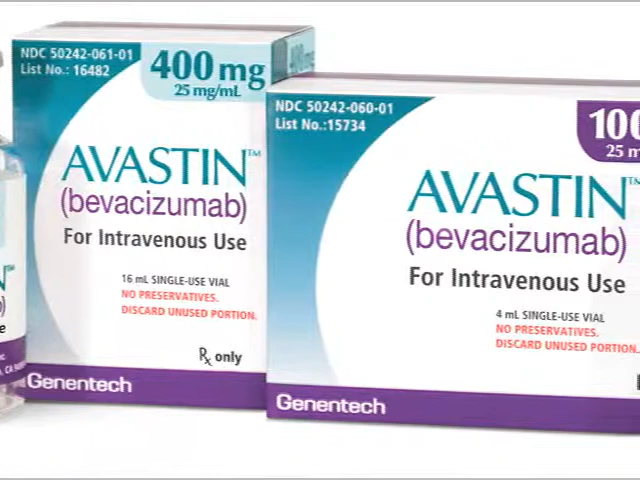 NDC 50242-061-01
List No.: 16482
400 mg
25 mg/mL
AVASTIN™
(bevacizumab)
For Intravenous Use
16 mL SINGLE-USE VIAL
NO PRESERVATIVES.
DISCARD UNUSED PORTION.
Rx only
Genentech
NDC 50242-060-01
List No.:15734
100
25 m
AVASTIN™
(bevacizumab)
For Intravenous Use
4 mL SINGLE-USE VIAL
NO PRESERVATIVES.
DISCARD UNUSED PORTION.
Genentech